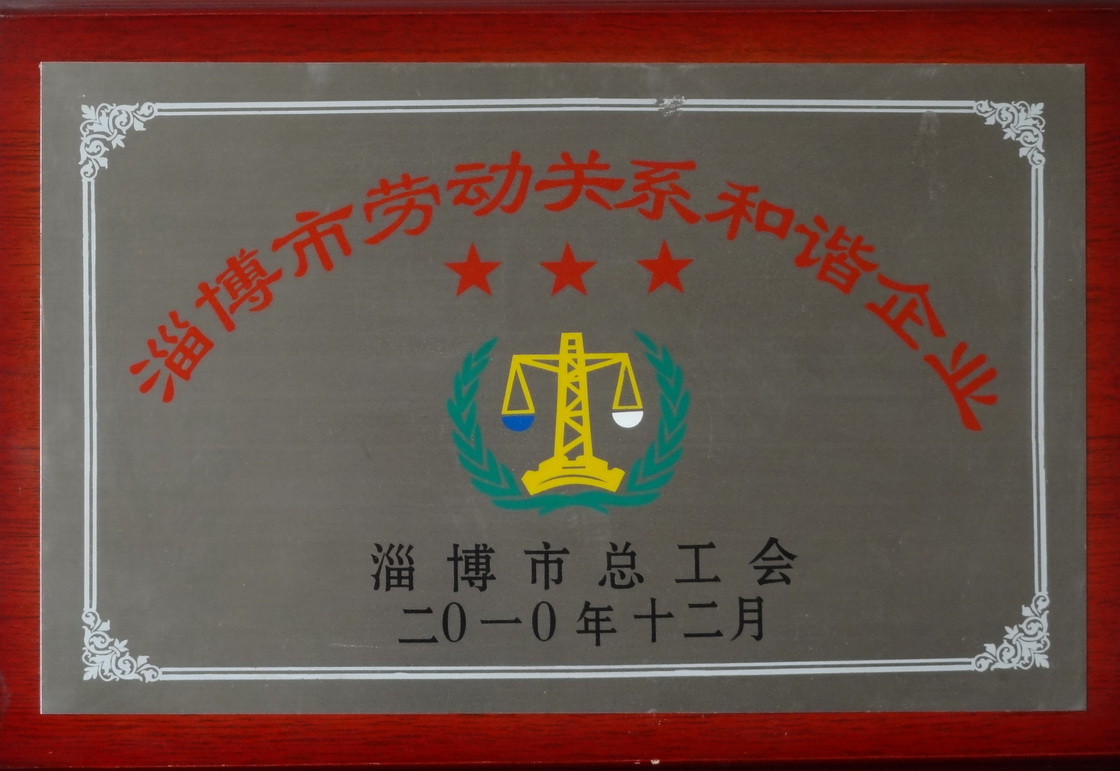 淄博市劳动关系和谐企业
淄博市总工会
二0一0年十二月